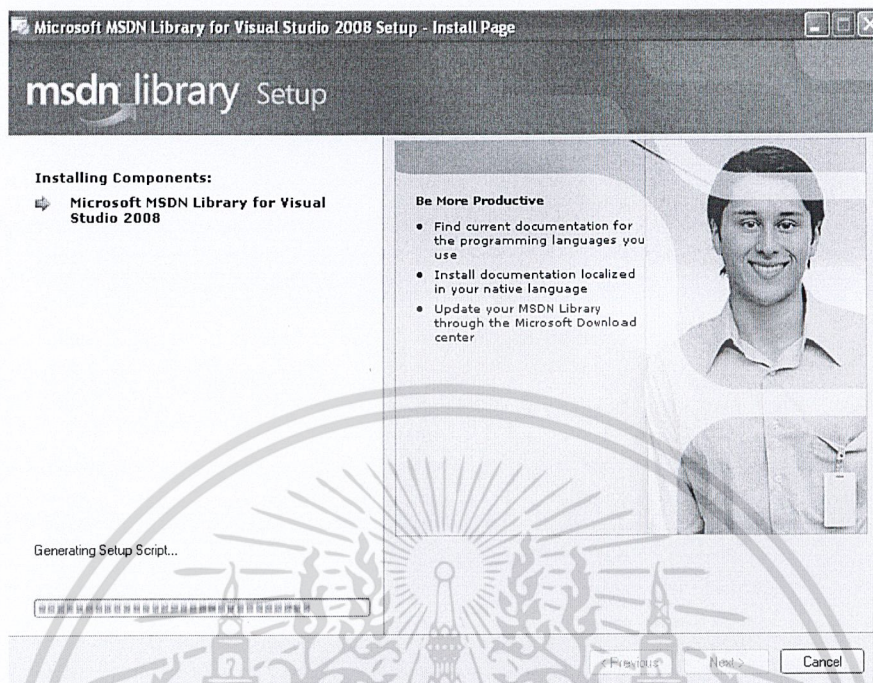 Microsoft MSDN Library for Visual Studio 2008 Setup - Install Page
msdn library Setup
Installing Components:
Microsoft MSDN Library for Visual
Studio 2008
Be More Productive
Find current documentation for
the programming languages you
use
Install documentation localized
in your native language
Update your MSDN Library
through the Microsoft Download
center
Generating Setup Script...
< Previous
Next >
Cancel